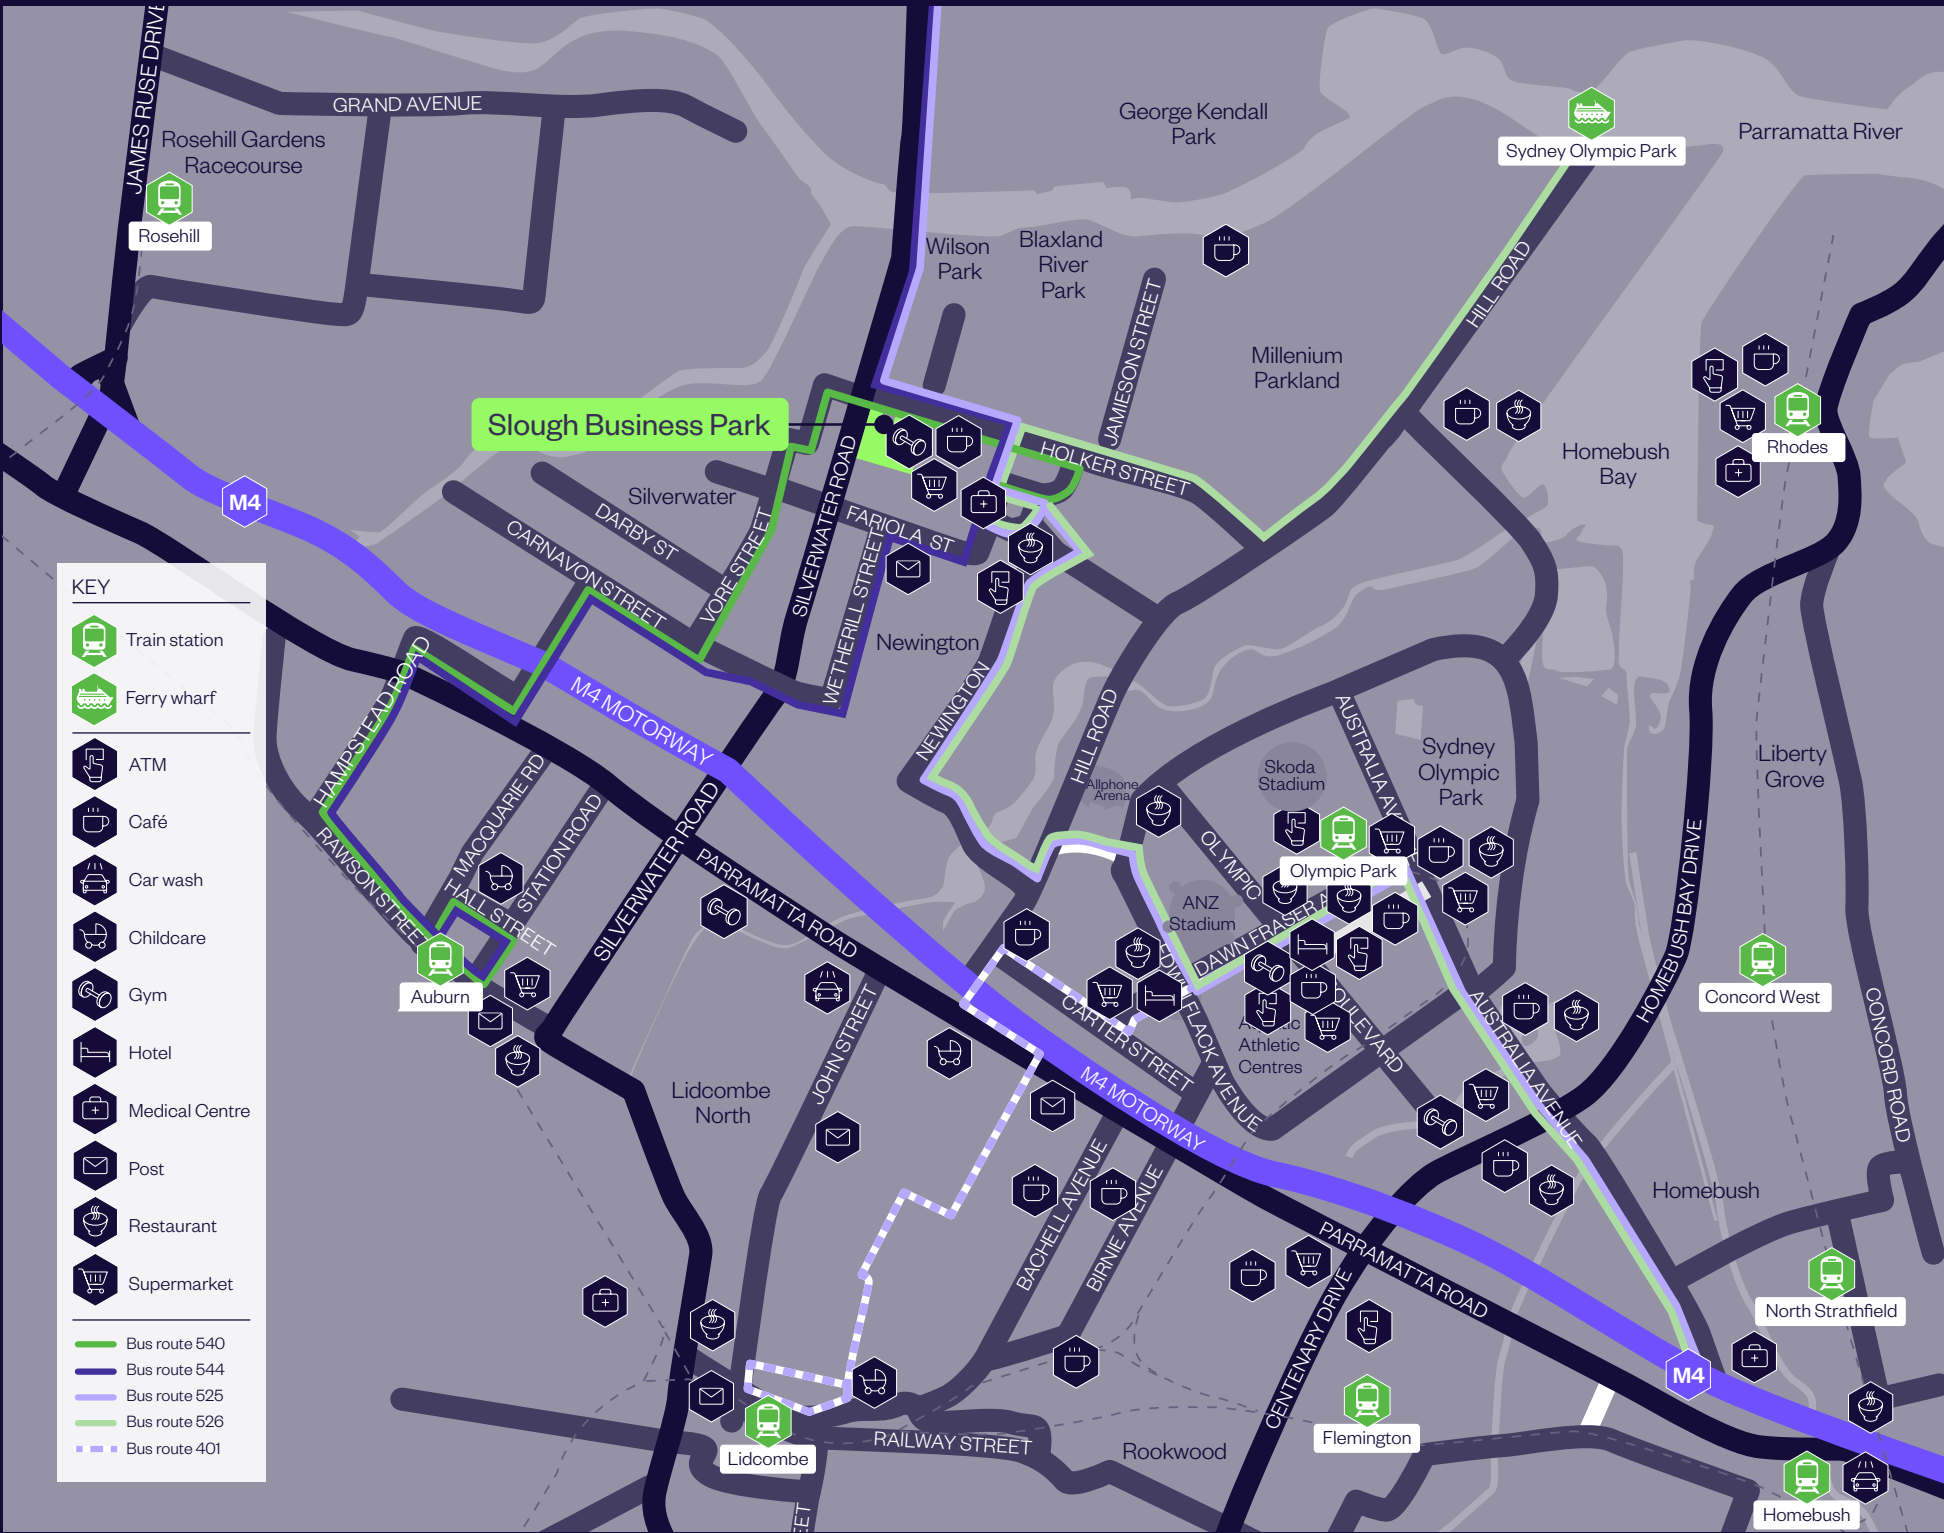 JAMES RUSE DRIVE
GRAND AVENUE
Rosehill Gardens
Racecourse
Rosehill
George Kendall
Park
Sydney Olympic Park
Parramatta River
Wilson
Park
Blaxland
River
Park
JAMIESON STREET
Millenium
Parkland
HILL ROAD
Slough Business Park
HOLKER STREET
Homebush
Bay
Rhodes
M4
Silverwater
DARBY ST
CARNAVON STREET
VORE STREET
SILVERWATER ROAD
FARIOLA ST
WETHERILL STREET
Newington
NEWINGTON
HILL ROAD
M4 MOTORWAY
HAMPSTEAD ROAD
RAWSON STREET
MACQUARIE RD
STATION ROAD
HALL STREET
Auburn
SILVERWATER ROAD
PARRAMATTA ROAD
Allphone
Arena
Skoda
Stadium
AUSTRALIA AV
Sydney
Olympic
Park
Liberty
Grove
OLYMPIC
Olympic Park
ANZ
Stadium
DAWN FRASER A
HOMEBUSH BAY DRIVE
Concord West
CONCORD ROAD
EDWIN FLACK AVENUE
CARTER STREET
Athletic
Centres
OULEVARD
AUSTRALIA AVENUE
Lidcombe
North
JOHN STREET
M4 MOTORWAY
BACHELL AVENUE
BIRNIE AVENUE
Homebush
PARRAMATTA ROAD
CENTENARY DRIVE
North Strathfield
M4
Flemington
Lidcombe
RAILWAY STREET
Rookwood
Homebush
EET
KEY
Train station
Ferry wharf
ATM
Café
Car wash
Childcare
Gym
Hotel
Medical Centre
Post
Restaurant
Supermarket
Bus route 540
Bus route 544
Bus route 525
Bus route 526
Bus route 401